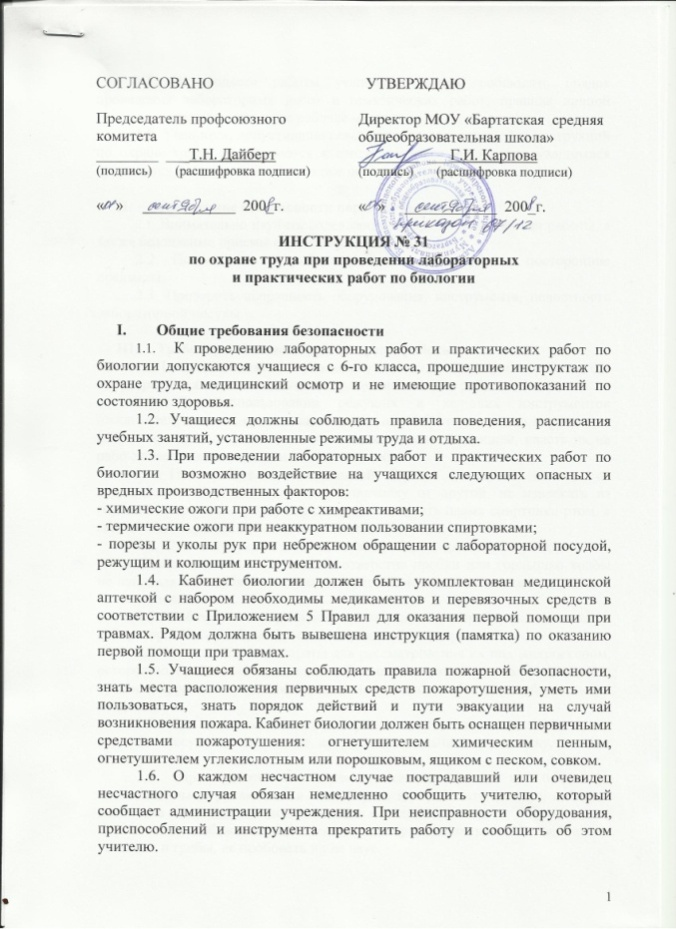 СОГЛАСОВАНО УТВЕРЖДАЮ
Председатель профсоюзного Директор МОУ «Бартатская средняя
комитета общеобразовательная школа»
Т.Н. Дайберт Г.И. Карпова
(подпись) (расшифровка подписи) (подпись) (расшифровка подписи)
« » сентября 2008г. « » сентября 2008г.
приказом 07/12
ИНСТРУКЦИЯ № 31
по охране труда при проведении лабораторных
и практических работ по биологии
I. Общие требования безопасности
1.1. К проведению лабораторных работ и практических работ по
биологии допускаются учащиеся с 6-го класса, прошедшие инструктаж по
охране труда, медицинский осмотр и не имеющие противопоказаний по
состоянию здоровья.
1.2. Учащиеся должны соблюдать правила поведения, расписания
учебных занятий, установленные режимы труда и отдыха.
1.3. При проведении лабораторных работ и практических работ по
биологии возможно воздействие на учащихся следующих опасных и
вредных производственных факторов:
- химические ожоги при работе с химреактивами;
- термические ожоги при неаккуратном пользовании спиртовками;
- порезы и уколы рук при небрежном обращении с лабораторной посудой,
режущим и колющим инструментом.
1.4. Кабинет биологии должен быть укомплектован медицинской
аптечкой с набором необходимы медикаментов и перевязочных средств в
соответствии с Приложением 5 Правил для оказания первой помощи при
травмах. Рядом должна быть вывешена инструкция (памятка) по оказанию
первой помощи при травмах.
1.5. Учащиеся обязаны соблюдать правила пожарной безопасности,
знать места расположения первичных средств пожаротушения, уметь ими
пользоваться, знать порядок действий и пути эвакуации на случай
возникновения пожара. Кабинет биологии должен быть оснащен первичными
средствами пожаротушения: огнетушителем химическим пенным,
огнетушителем углекислотным или порошковым, ящиком с песком, совком.
1.6. О каждом несчастном случае пострадавший или очевидец
несчастного случая обязан немедленно сообщить учителю, который
сообщает администрации учреждения. При неисправности оборудования,
приспособлений и инструмента прекратить работу и сообщить об этом
учителю.
1